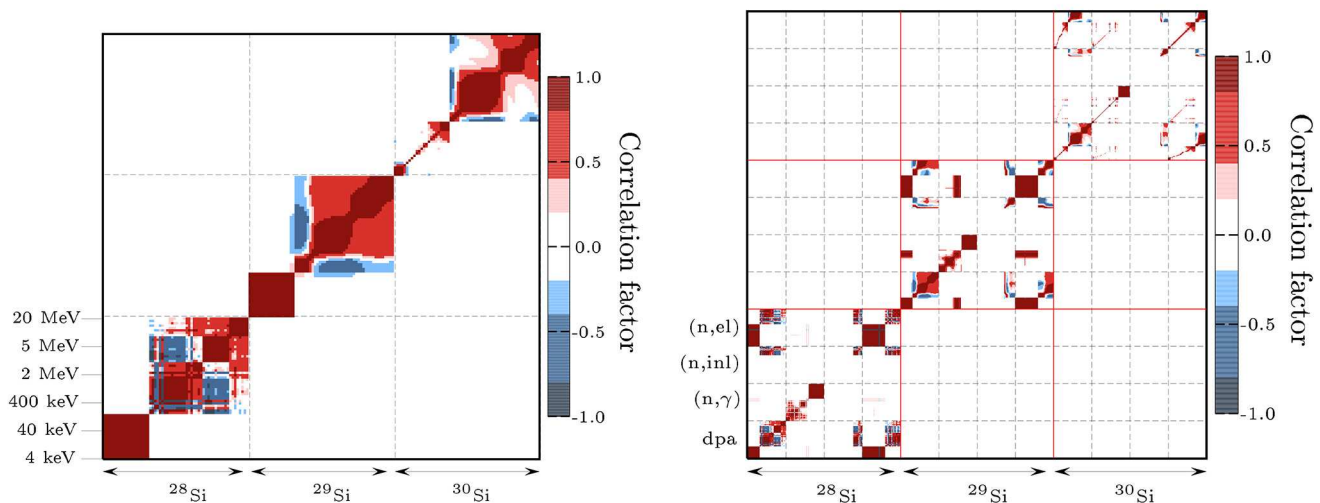 20 MeV
5 MeV
2 MeV
400 keV
40 keV
4 keV
²⁸Si
²⁹Si
³⁰Si
1.0
0.5
0.0
-0.5
-1.0
Correlation factor
(n,el)
(n,inl)
(n,γ)
dpa
²⁸Si
²⁹Si
³⁰Si
1.0
0.5
0.0
-0.5
-1.0
Correlation factor